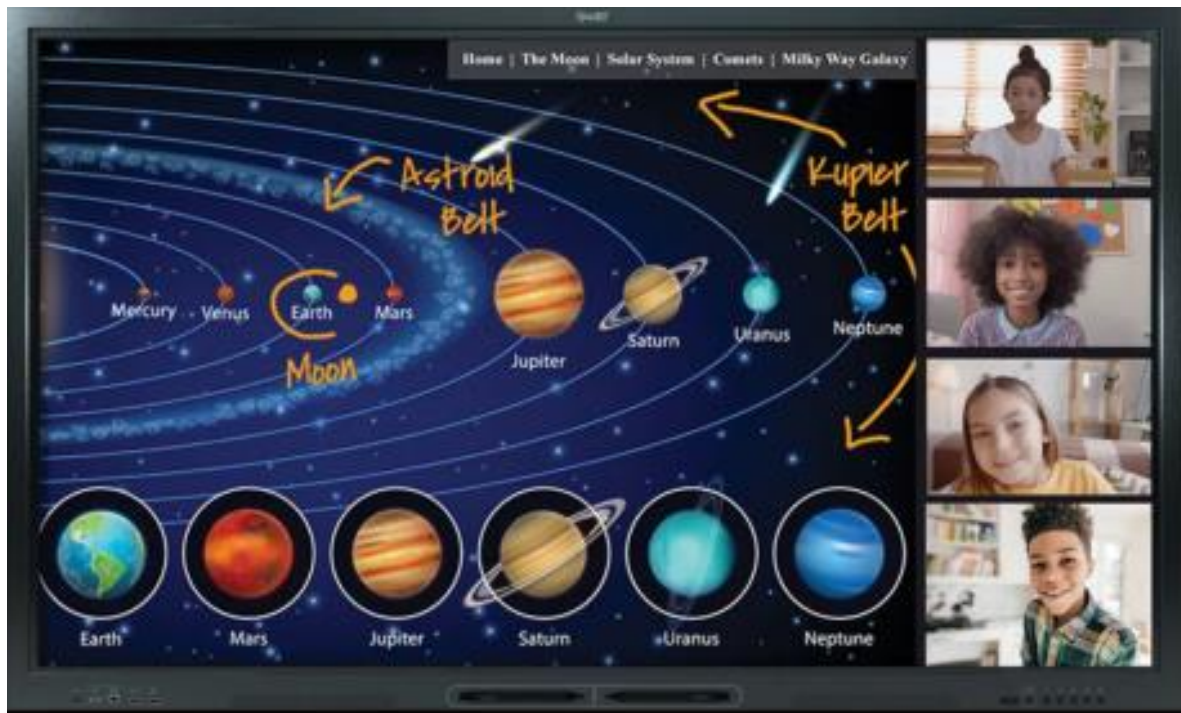 Home | The Moon | Solar System | Comets | Milky Way Galaxy
Astroid
Belt
Kupier
Belt
Mercury
Venus
Earth
Mars
Jupiter
Saturn
Uranus
Neptune
Moon
Earth
Mars
Jupiter
Saturn
Uranus
Neptune